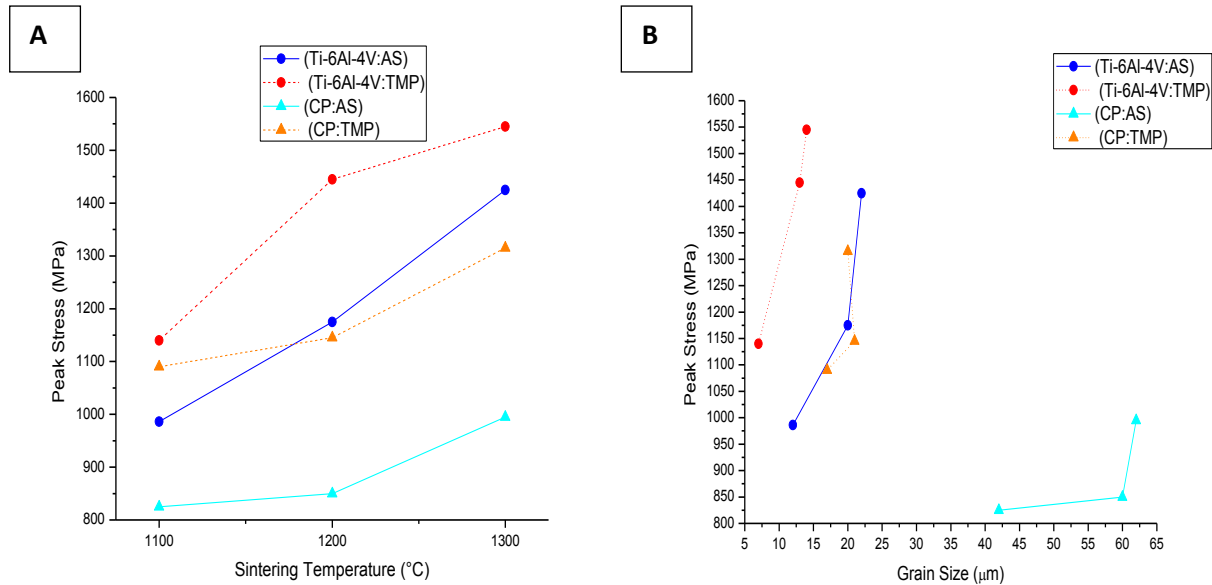 A
(Ti-6Al-4V:AS)
(Ti-6Al-4V:TMP)
(CP:AS)
(CP:TMP)
1600
1500
1400
1300
1200
1100
1000
900
800
Peak Stress (MPa)
1100 1200 1300
Sintering Temperature (°C)
B
(Ti-6Al-4V:AS)
(Ti-6Al-4V:TMP)
(CP:AS)
(CP:TMP)
1600
1550
1500
1450
1400
1350
1300
1250
1200
1150
1100
1050
1000
950
900
850
800
Peak Stress (MPa)
5 10 15 20 25 30 35 40 45 50 55 60 65
Grain Size (μm)